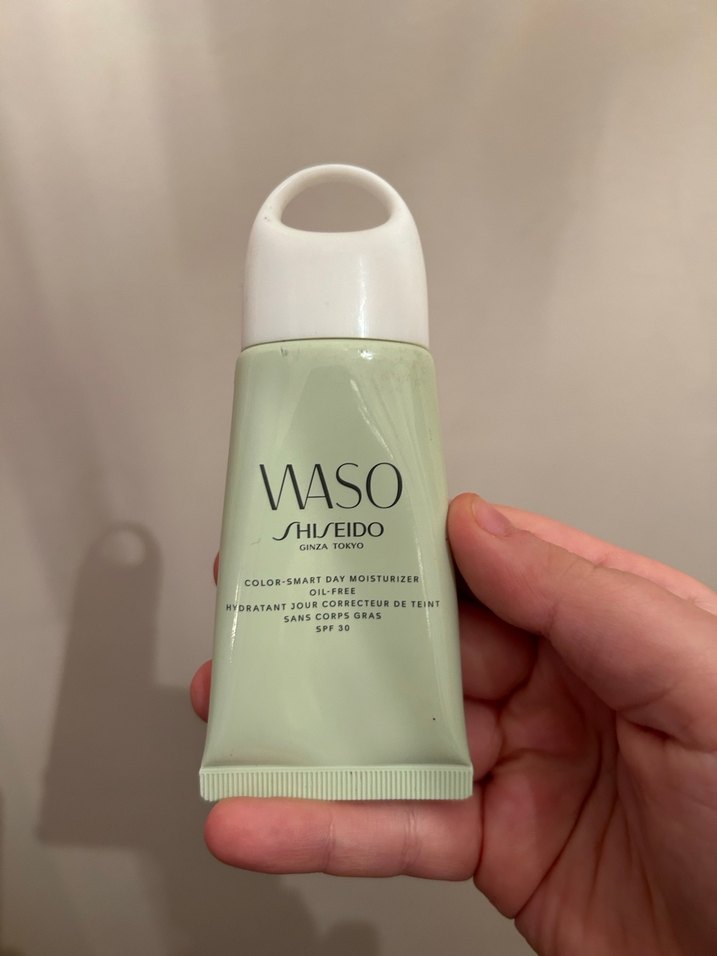 WASO
SHISEIDO
GINZA TOKYO
COLOR-SMART DAY MOISTURIZER
OIL-FREE
HYDRATANT JOUR CORRECTEUR DE TEINT
SANS CORPS GRAS
SPF 30